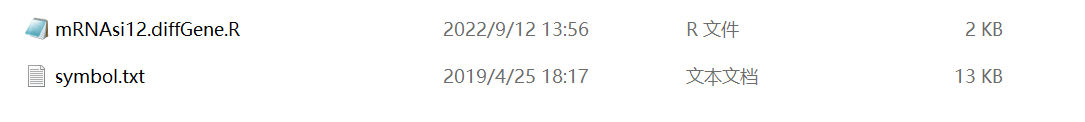 mRNAsi12.diffGene.R 2022/9/12 13:56 R 文件 2 KB
symbol.txt 2019/4/25 18:17 文本文档 13 KB